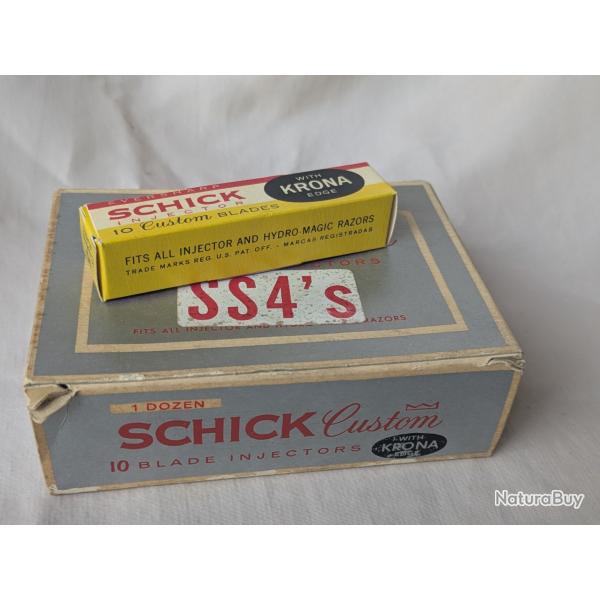 EVERSHARP
SCHICK
INJECTOR
10 Custom BLADES
WITH
KRONA
EDGE
FITS ALL INJECTOR AND HYDRO-MAGIC RAZORS
TRADE MARKS REG. U.S. PAT. OFF. - MARCAS REGISTRADAS
SS4's
FITS ALL INJECTOR AND RAZORS
1 DOZEN
SCHICK Custom
10 BLADE INJECTORS
WITH
KRONA
EDGE
NaturaBuy